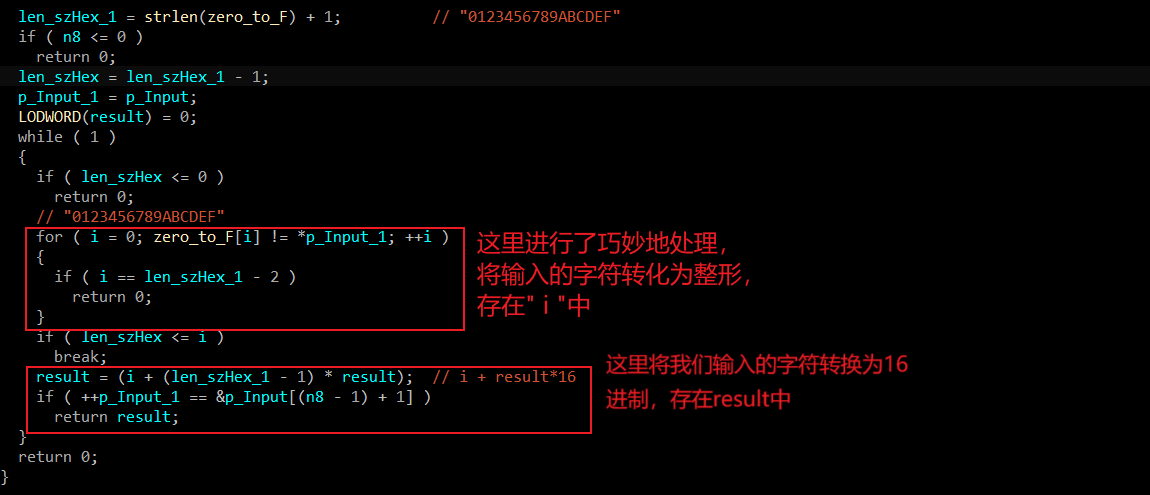 len_szHex_1 = strlen(zero_to_F) + 1;          // "0123456789ABCDEF"
if ( n8 <= 0 )
return 0;
len_szHex = len_szHex_1 - 1;
p_Input_1 = p_Input;
LODWORD(result) = 0;
while ( 1 )
{
if ( len_szHex <= 0 )
return 0;
// "0123456789ABCDEF"
for ( i = 0; zero_to_F[i] != *p_Input_1; ++i )
{
if ( i == len_szHex_1 - 2 )
return 0;
}
这里进行了巧妙地处理，
将输入的字符转化为整形，
存在" i "中
if ( len_szHex <= i )
break;
result = (i + (len_szHex_1 - 1) * result);  // i + result*16
if ( ++p_Input_1 == &p_Input[(n8 - 1) + 1] )
return result;
这里将我们输入的字符转换为16
进制，存在result中
}
return 0;
}